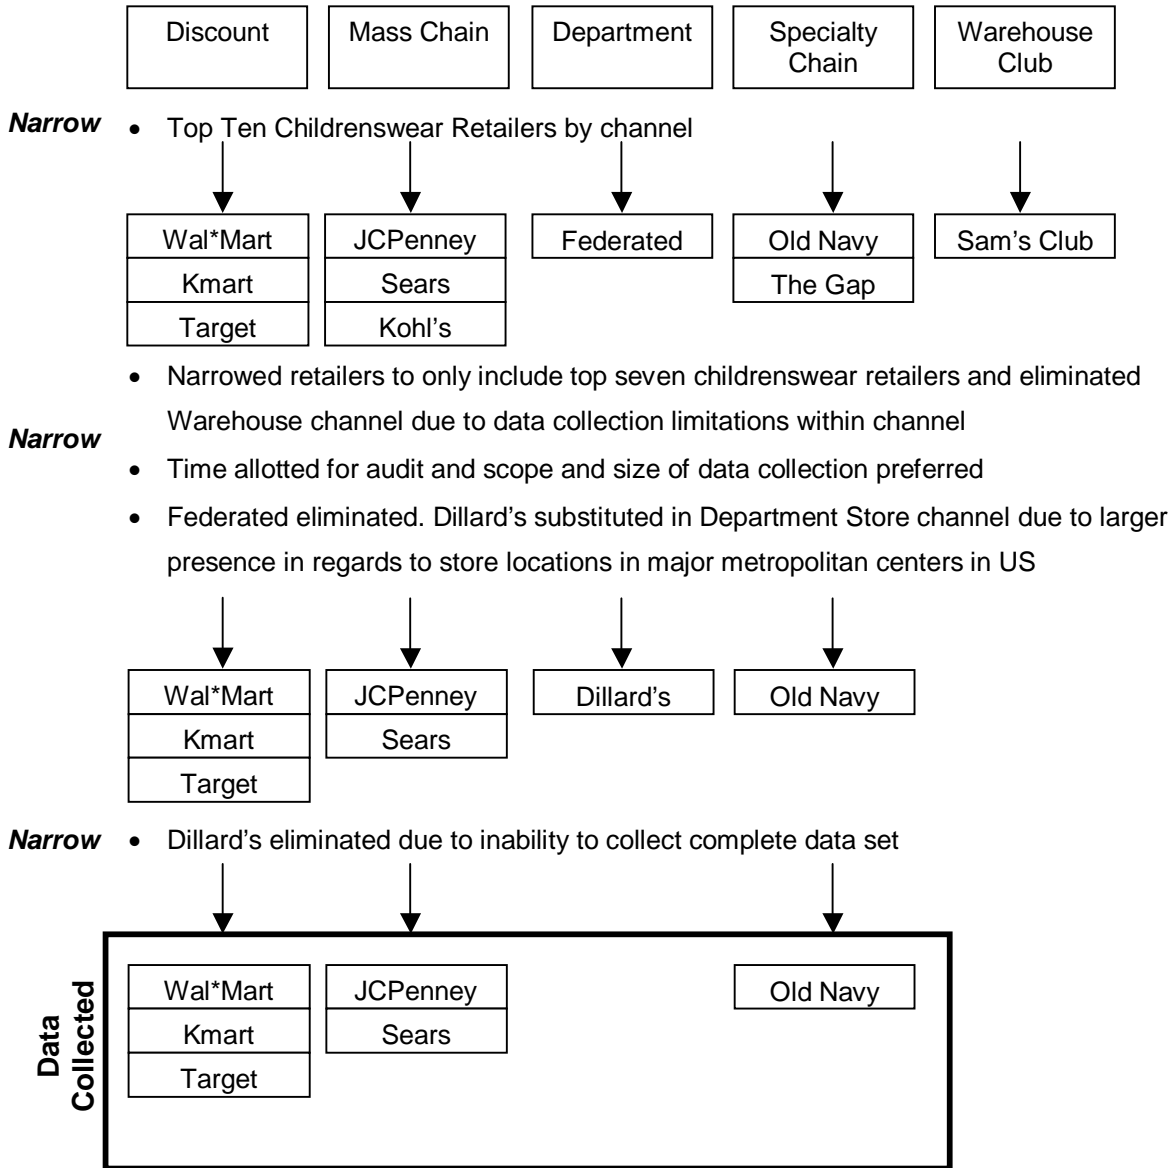 Discount Mass Chain Department Specialty Chain Warehouse Club
Narrow • Top Ten Childrenswear Retailers by channel
Wal*Mart JCPenney Federated Old Navy Sam's Club
Kmart Sears The Gap
Target Kohl's
• Narrowed retailers to only include top seven childrenswear retailers and eliminated
Warehouse channel due to data collection limitations within channel
Narrow
• Time allotted for audit and scope and size of data collection preferred
• Federated eliminated. Dillard's substituted in Department Store channel due to larger
presence in regards to store locations in major metropolitan centers in US
Wal*Mart JCPenney Dillard's Old Navy
Kmart Sears
Target
Narrow • Dillard's eliminated due to inability to collect complete data set
Data
Collected
Wal*Mart JCPenney Old Navy
Kmart Sears
Target